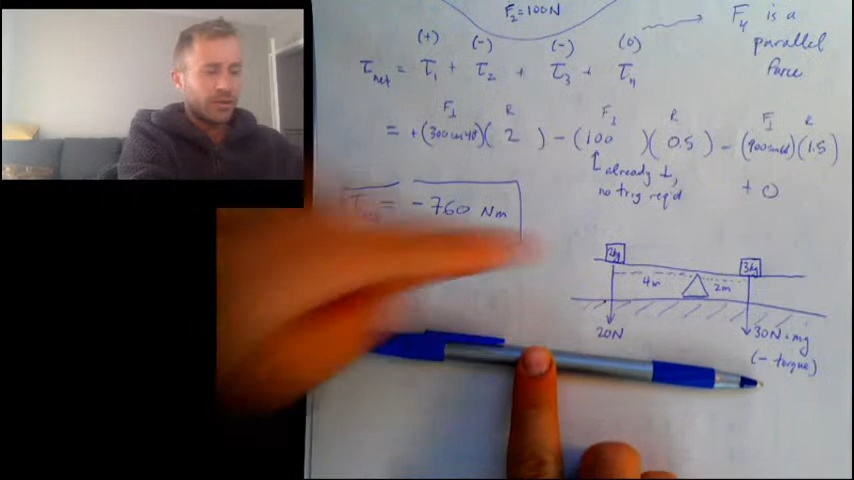 F₂=100N
F₄ is a
parallel
force
(+) (-) (-) (0)
τnet = τ₁ + τ₂ + τ₃ + τ₄
F⊥ R F⊥ R F⊥ R
= +(300cos40)( 2 ) - (100 )( 0.5 ) - ( )(1.5)
already ⊥,
no trig req'd
+ 0
= -760 Nm
2kg 3kg
4m 2m
20N 30N=mg
(- torque)